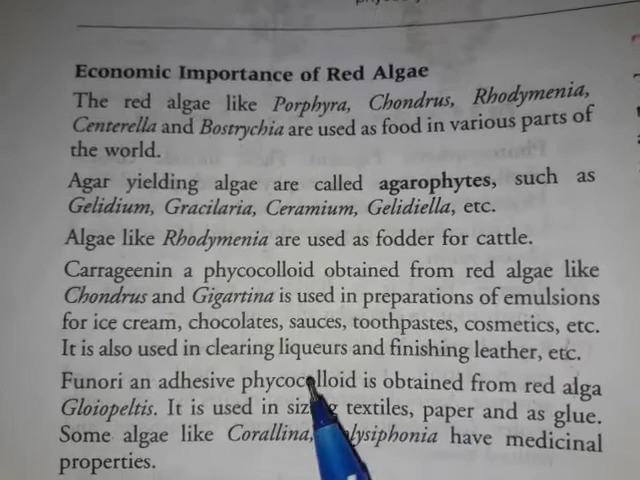 Economic Importance of Red Algae
The red algae like Porphyra, Chondrus, Rhodymenia,
Centerella and Bostrychia are used as food in various parts of
the world.
Agar yielding algae are called agarophytes, such as
Gelidium, Gracilaria, Ceramium, Gelidiella, etc.
Algae like Rhodymenia are used as fodder for cattle.
Carrageenin a phycocolloid obtained from red algae like
Chondrus and Gigartina is used in preparations of emulsions
for ice cream, chocolates, sauces, toothpastes, cosmetics, etc.
It is also used in clearing liqueurs and finishing leather, etc.
Funori an adhesive phycocolloid is obtained from red alga
Gloiopeltis. It is used in sizing textiles, paper and as glue.
Some algae like Corallina, lysiphonia have medicinal
properties.